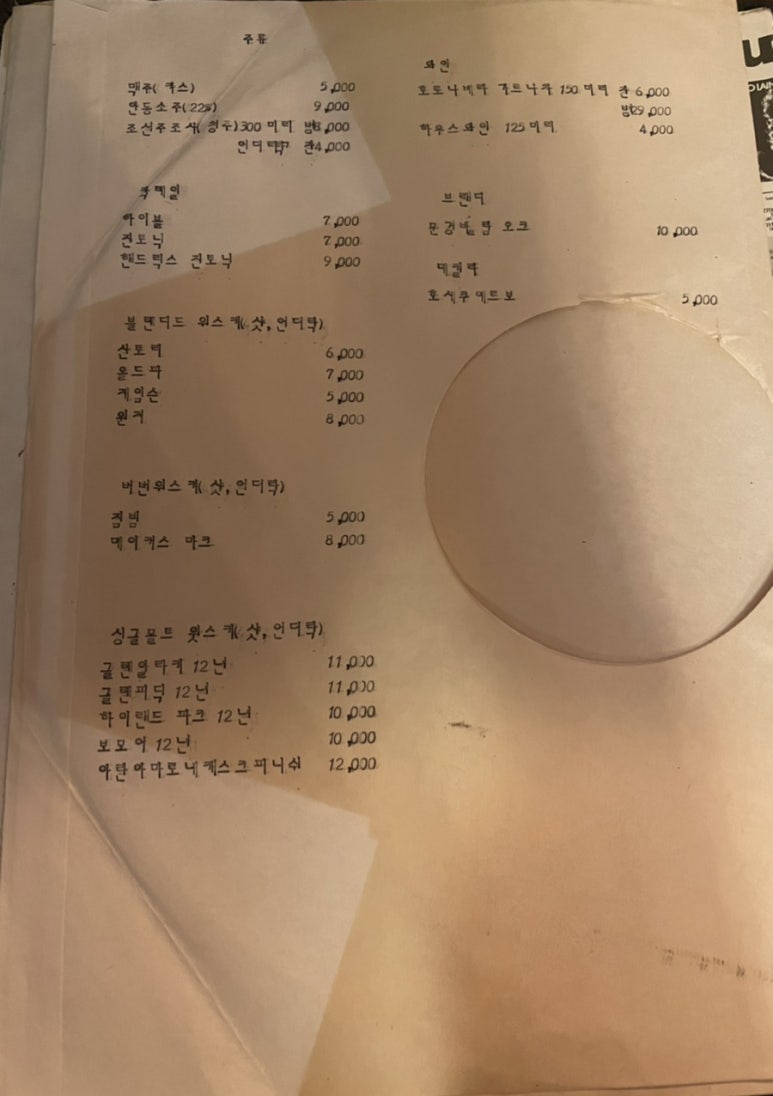 주류
맥주( 카스) 5,000
안동소주(22도) 9,000
조선주조사(청주)300 미리 병 8,000
언더락 잔 4,000
칵테일
하이볼 7,000
진토닉 7,000
핸드릭스 진토닉 9,000
블렌디드 위스키( 샷, 언더락)
산토리 6,000
올드파 7,000
제임슨 5,000
윈저 8,000
버번위스키( 샷, 언더락)
짐빔 5,000
메이커스 마크 8,000
싱글몰트 윗스키( 샷, 언더락)
글렌알라키 12년 11,000
글렌피딕 12년 11,000
하이랜드 파크 12년 10,000
보모어 12년 10,000
아란아마로네캐스크피니쉬 12,000
와인
150 미리 잔 6,000
병29,000
하우스와인 125미리 4,000
브랜디
문경바람 오크 10,000
데킬라
호세쿠에르보 5,000